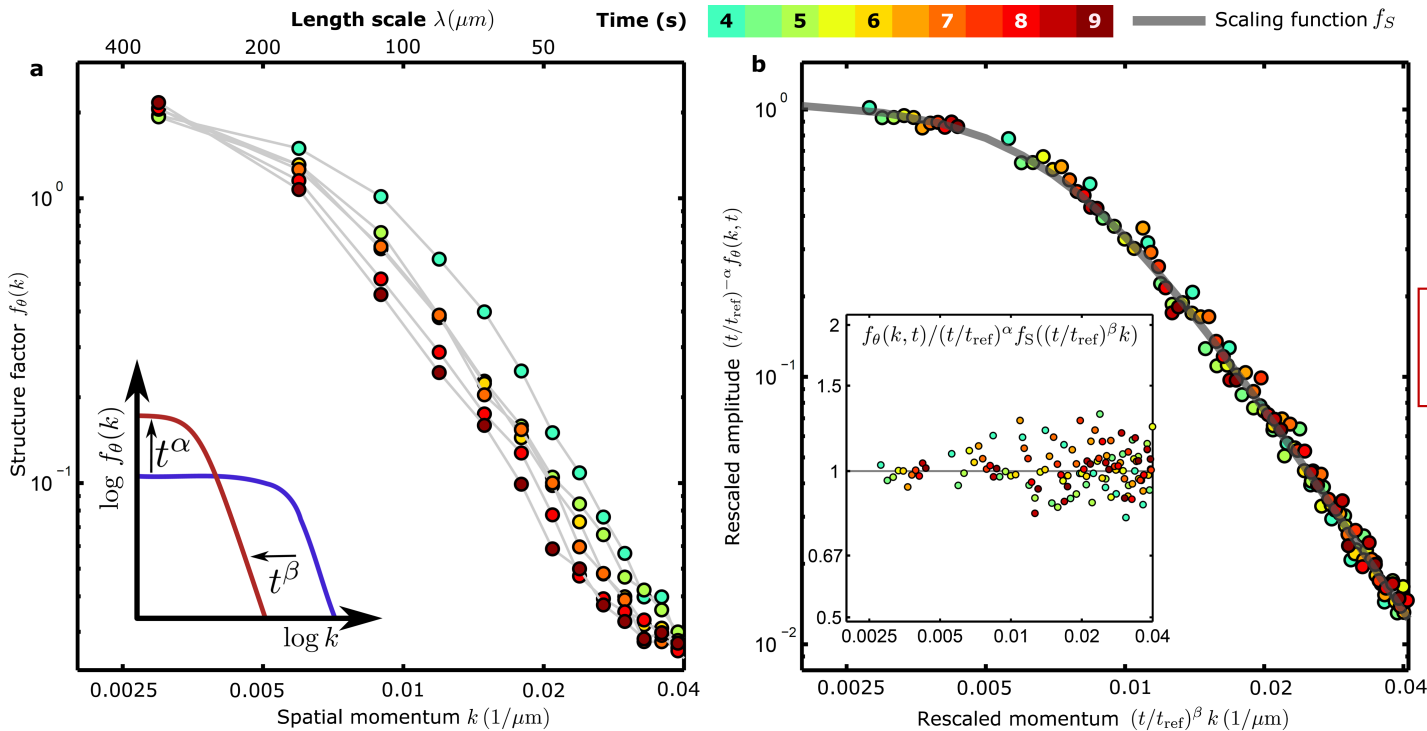 Length scale λ(μm)
Time (s)
4 5 6 7 8 9
Scaling function f_S
400 200 100 50
a
10^0
10^-1
Structure factor f_θ(k)
0.0025 0.005 0.01 0.02 0.04
Spatial momentum k (1/μm)
log f_θ(k)
t^α
t^β
log k
b
10^0
10^-1
10^-2
Rescaled amplitude (t/t_ref)^-α f_θ(k, t)
0.0025 0.005 0.01 0.02 0.04
Rescaled momentum (t/t_ref)^β k (1/μm)
f_θ(k, t)/(t/t_ref)^α f_S((t/t_ref)^β k)
2
1.5
1
0.67
0.5
0.0025 0.005 0.01 0.02 0.04